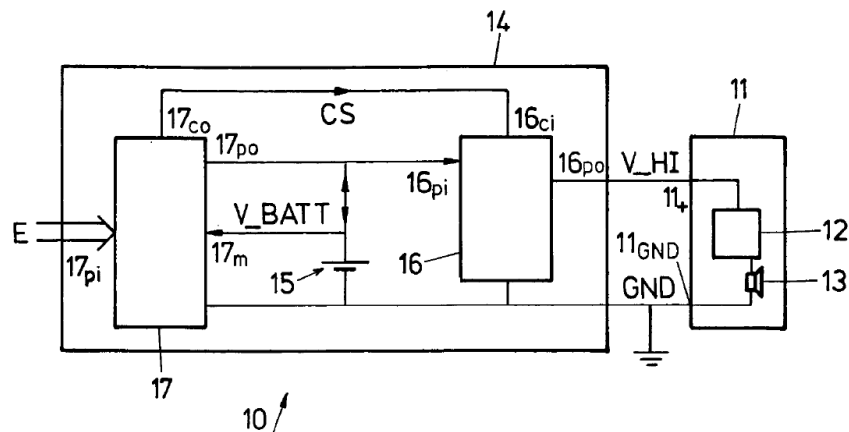 14
11
CS
17co
16ci
17po
16po
V_HI
16pi
11+
E
V_BATT
12
17pi
17m
11GND
15
16
GND
13
17
10